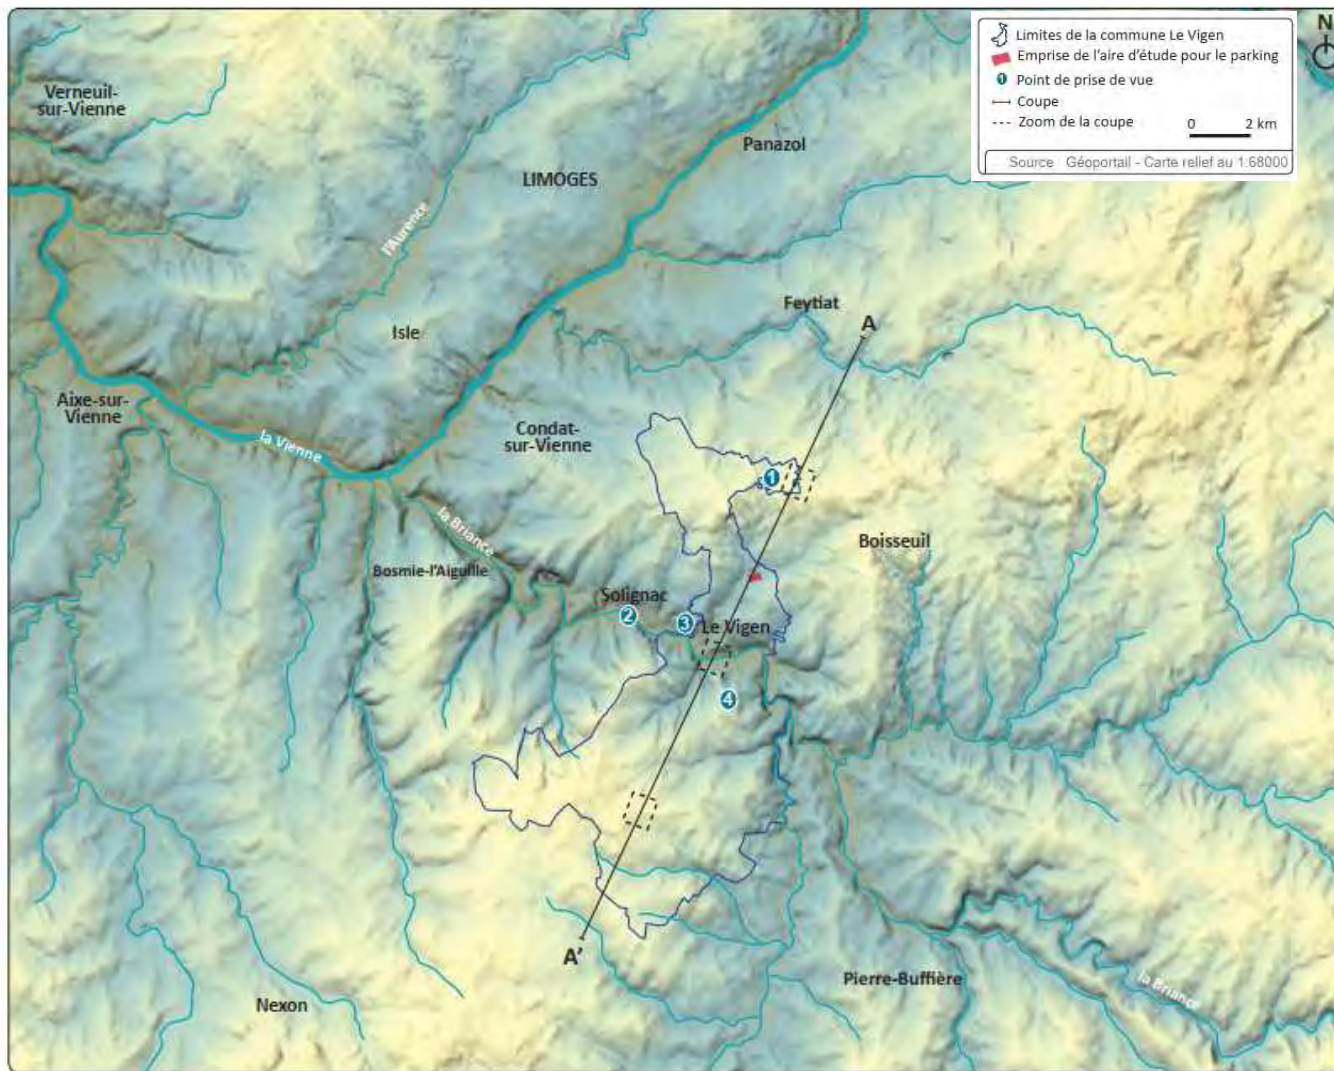 N
Limites de la commune Le Vigen
Emprise de l'aire d'étude pour le parking
1 Point de prise de vue
Coupe
Zoom de la coupe
0 2 km
Source Géoportail - Carte relief au 1:68000
Verneuil-
sur-Vienne
Panazol
LIMOGES
l'Aurence
Feytiat
A
Isle
Aixe-sur-
Vienne
Condat-
sur-Vienne
la Vienne
1
la Briance
Boisseuil
Bosmie-l'Aiguille
Solignac
2
3
Le Vigen
4
A'
Pierre-Buffière
la Briance
Nexon